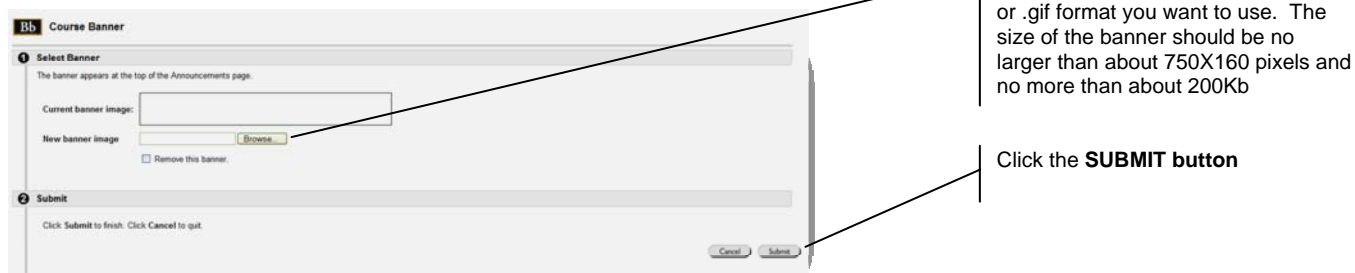 Bb Course Banner
1 Select Banner
The banner appears at the top of the Announcements page.
Current banner image:
New banner image Browse...
Remove this banner.
2 Submit
Click Submit to finish. Click Cancel to quit.
Cancel Submit
or .gif format you want to use. The
size of the banner should be no
larger than about 750X160 pixels and
no more than about 200Kb
Click the SUBMIT button